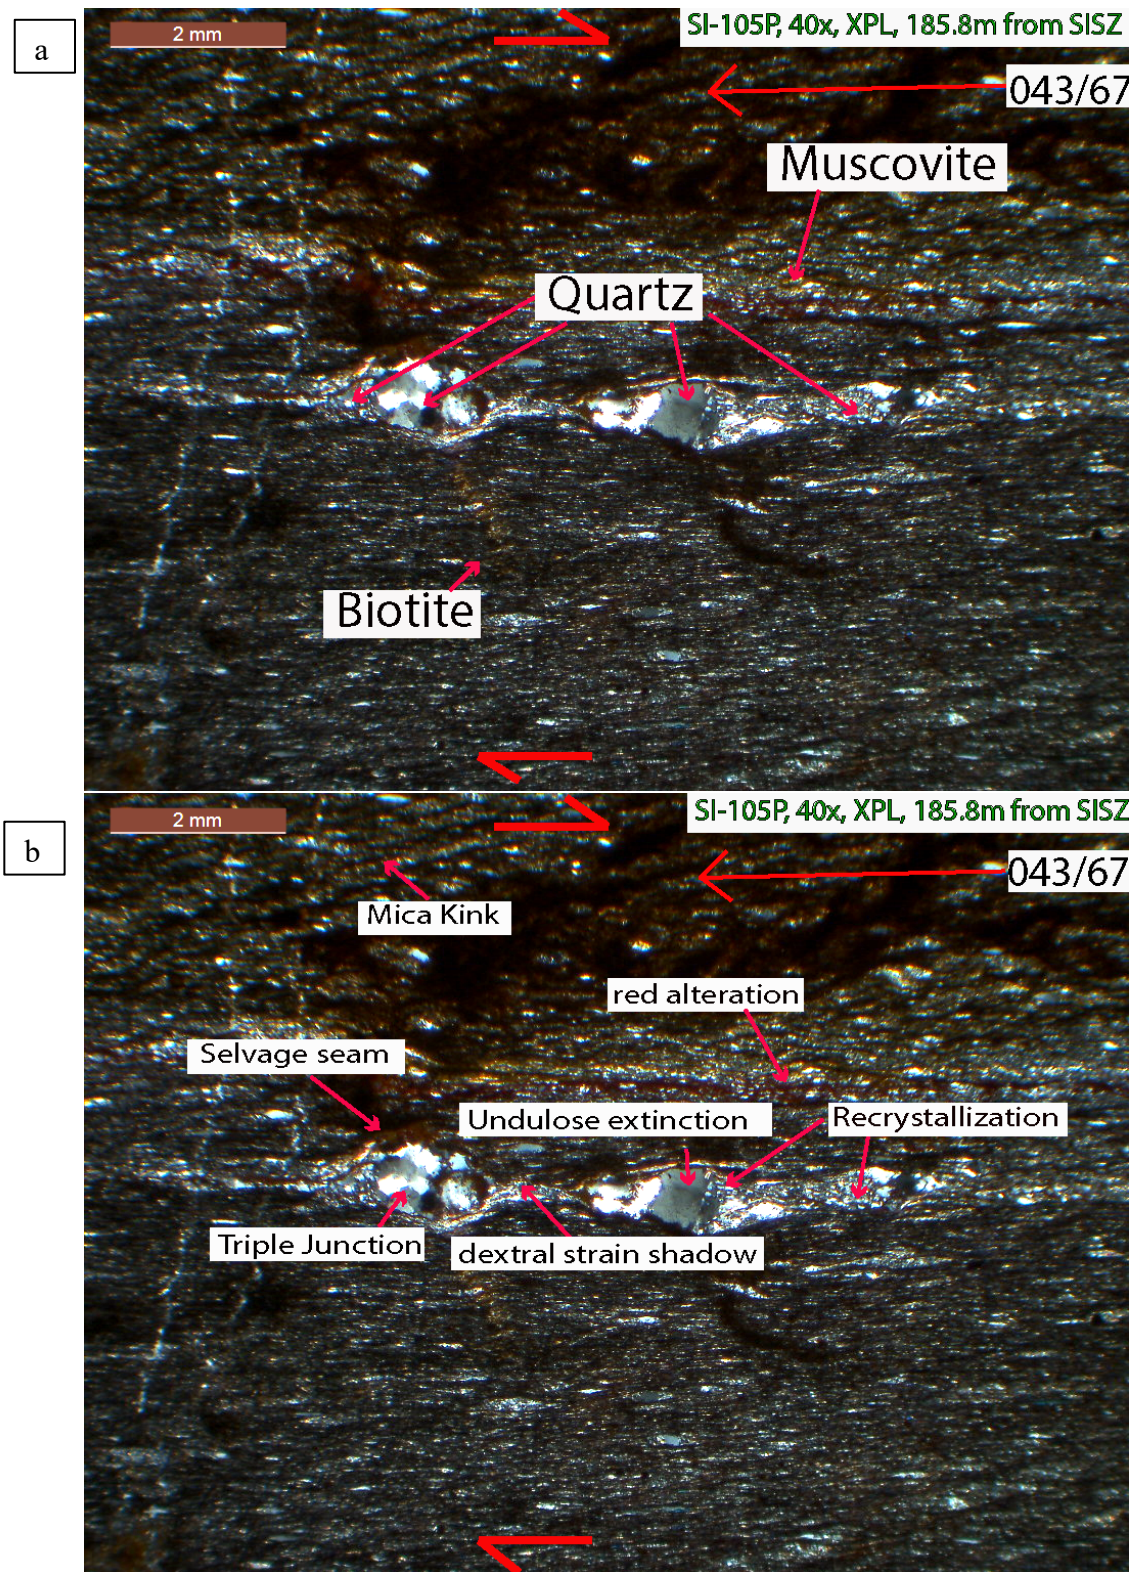 a
2 mm
SI-105P, 40x, XPL, 185.8m from SISZ
043/67
Muscovite
Quartz
Biotite
b
2 mm
SI-105P, 40x, XPL, 185.8m from SISZ
043/67
Mica Kink
red alteration
Selvage seam
Undulose extinction
Recrystallization
Triple Junction
dextral strain shadow